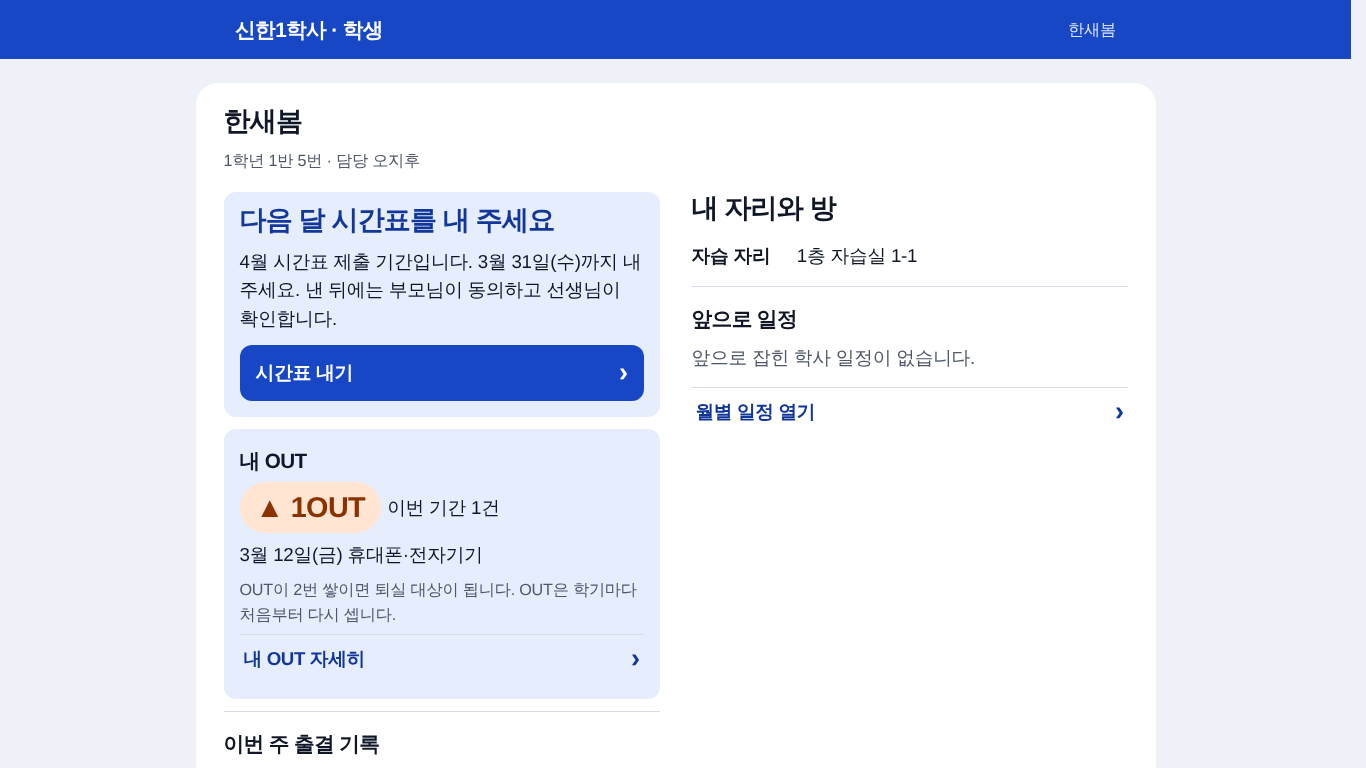 신한1학사 · 학생
한새봄
한새봄
1학년 1반 5번 · 담당 오지후
다음 달 시간표를 내 주세요
4월 시간표 제출 기간입니다. 3월 31일(수)까지 내
주세요. 낸 뒤에는 부모님이 동의하고 선생님이
확인합니다.
시간표 내기 ›
내 OUT
▲ 1OUT 이번 기간 1건
3월 12일(금) 휴대폰·전자기기
OUT이 2번 쌓이면 퇴실 대상이 됩니다. OUT은 학기마다
처음부터 다시 셉니다.
내 OUT 자세히 ›
이번 주 출결 기록
내 자리와 방
자습 자리 1층 자습실 1-1
앞으로 일정
앞으로 잡힌 학사 일정이 없습니다.
월별 일정 열기 ›